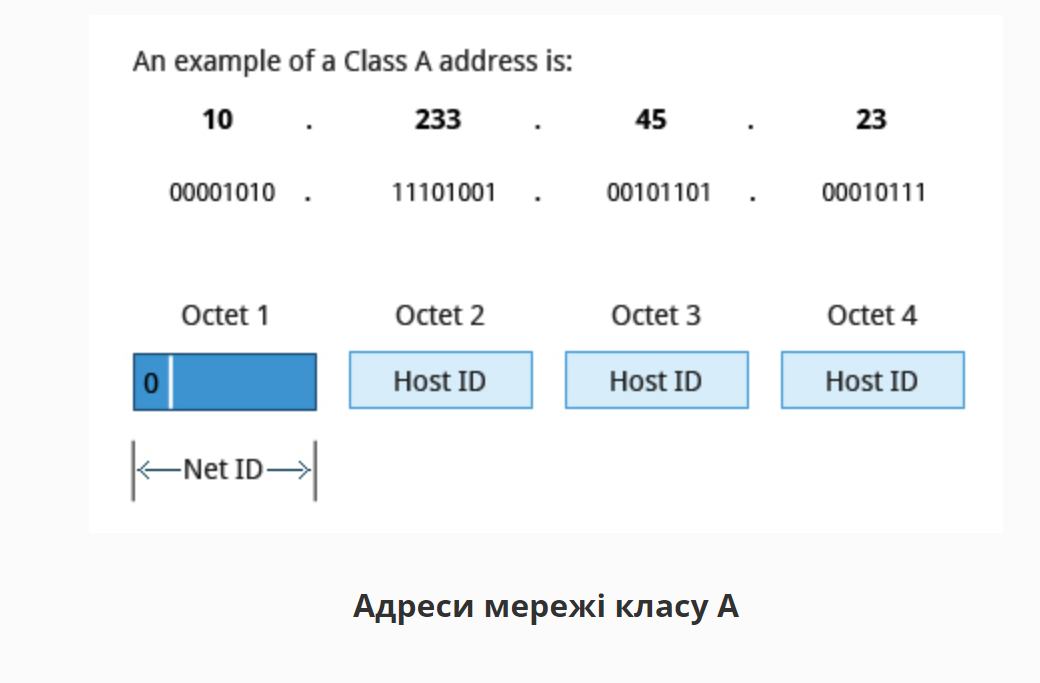 An example of a Class A address is:
10 . 233 . 45 . 23
00001010 . 11101001 . 00101101 . 00010111
Octet 1 Octet 2 Octet 3 Octet 4
0 Host ID Host ID Host ID
Net ID
Адреси мережі класу A